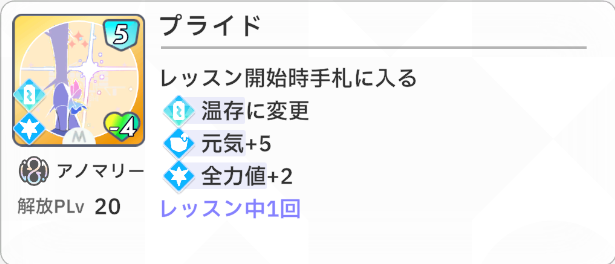 プライド
5
-4
M
アノマリー
解放PLv 20
レッスン開始時手札に入る
温存に変更
元気+5
全力値+2
レッスン中1回